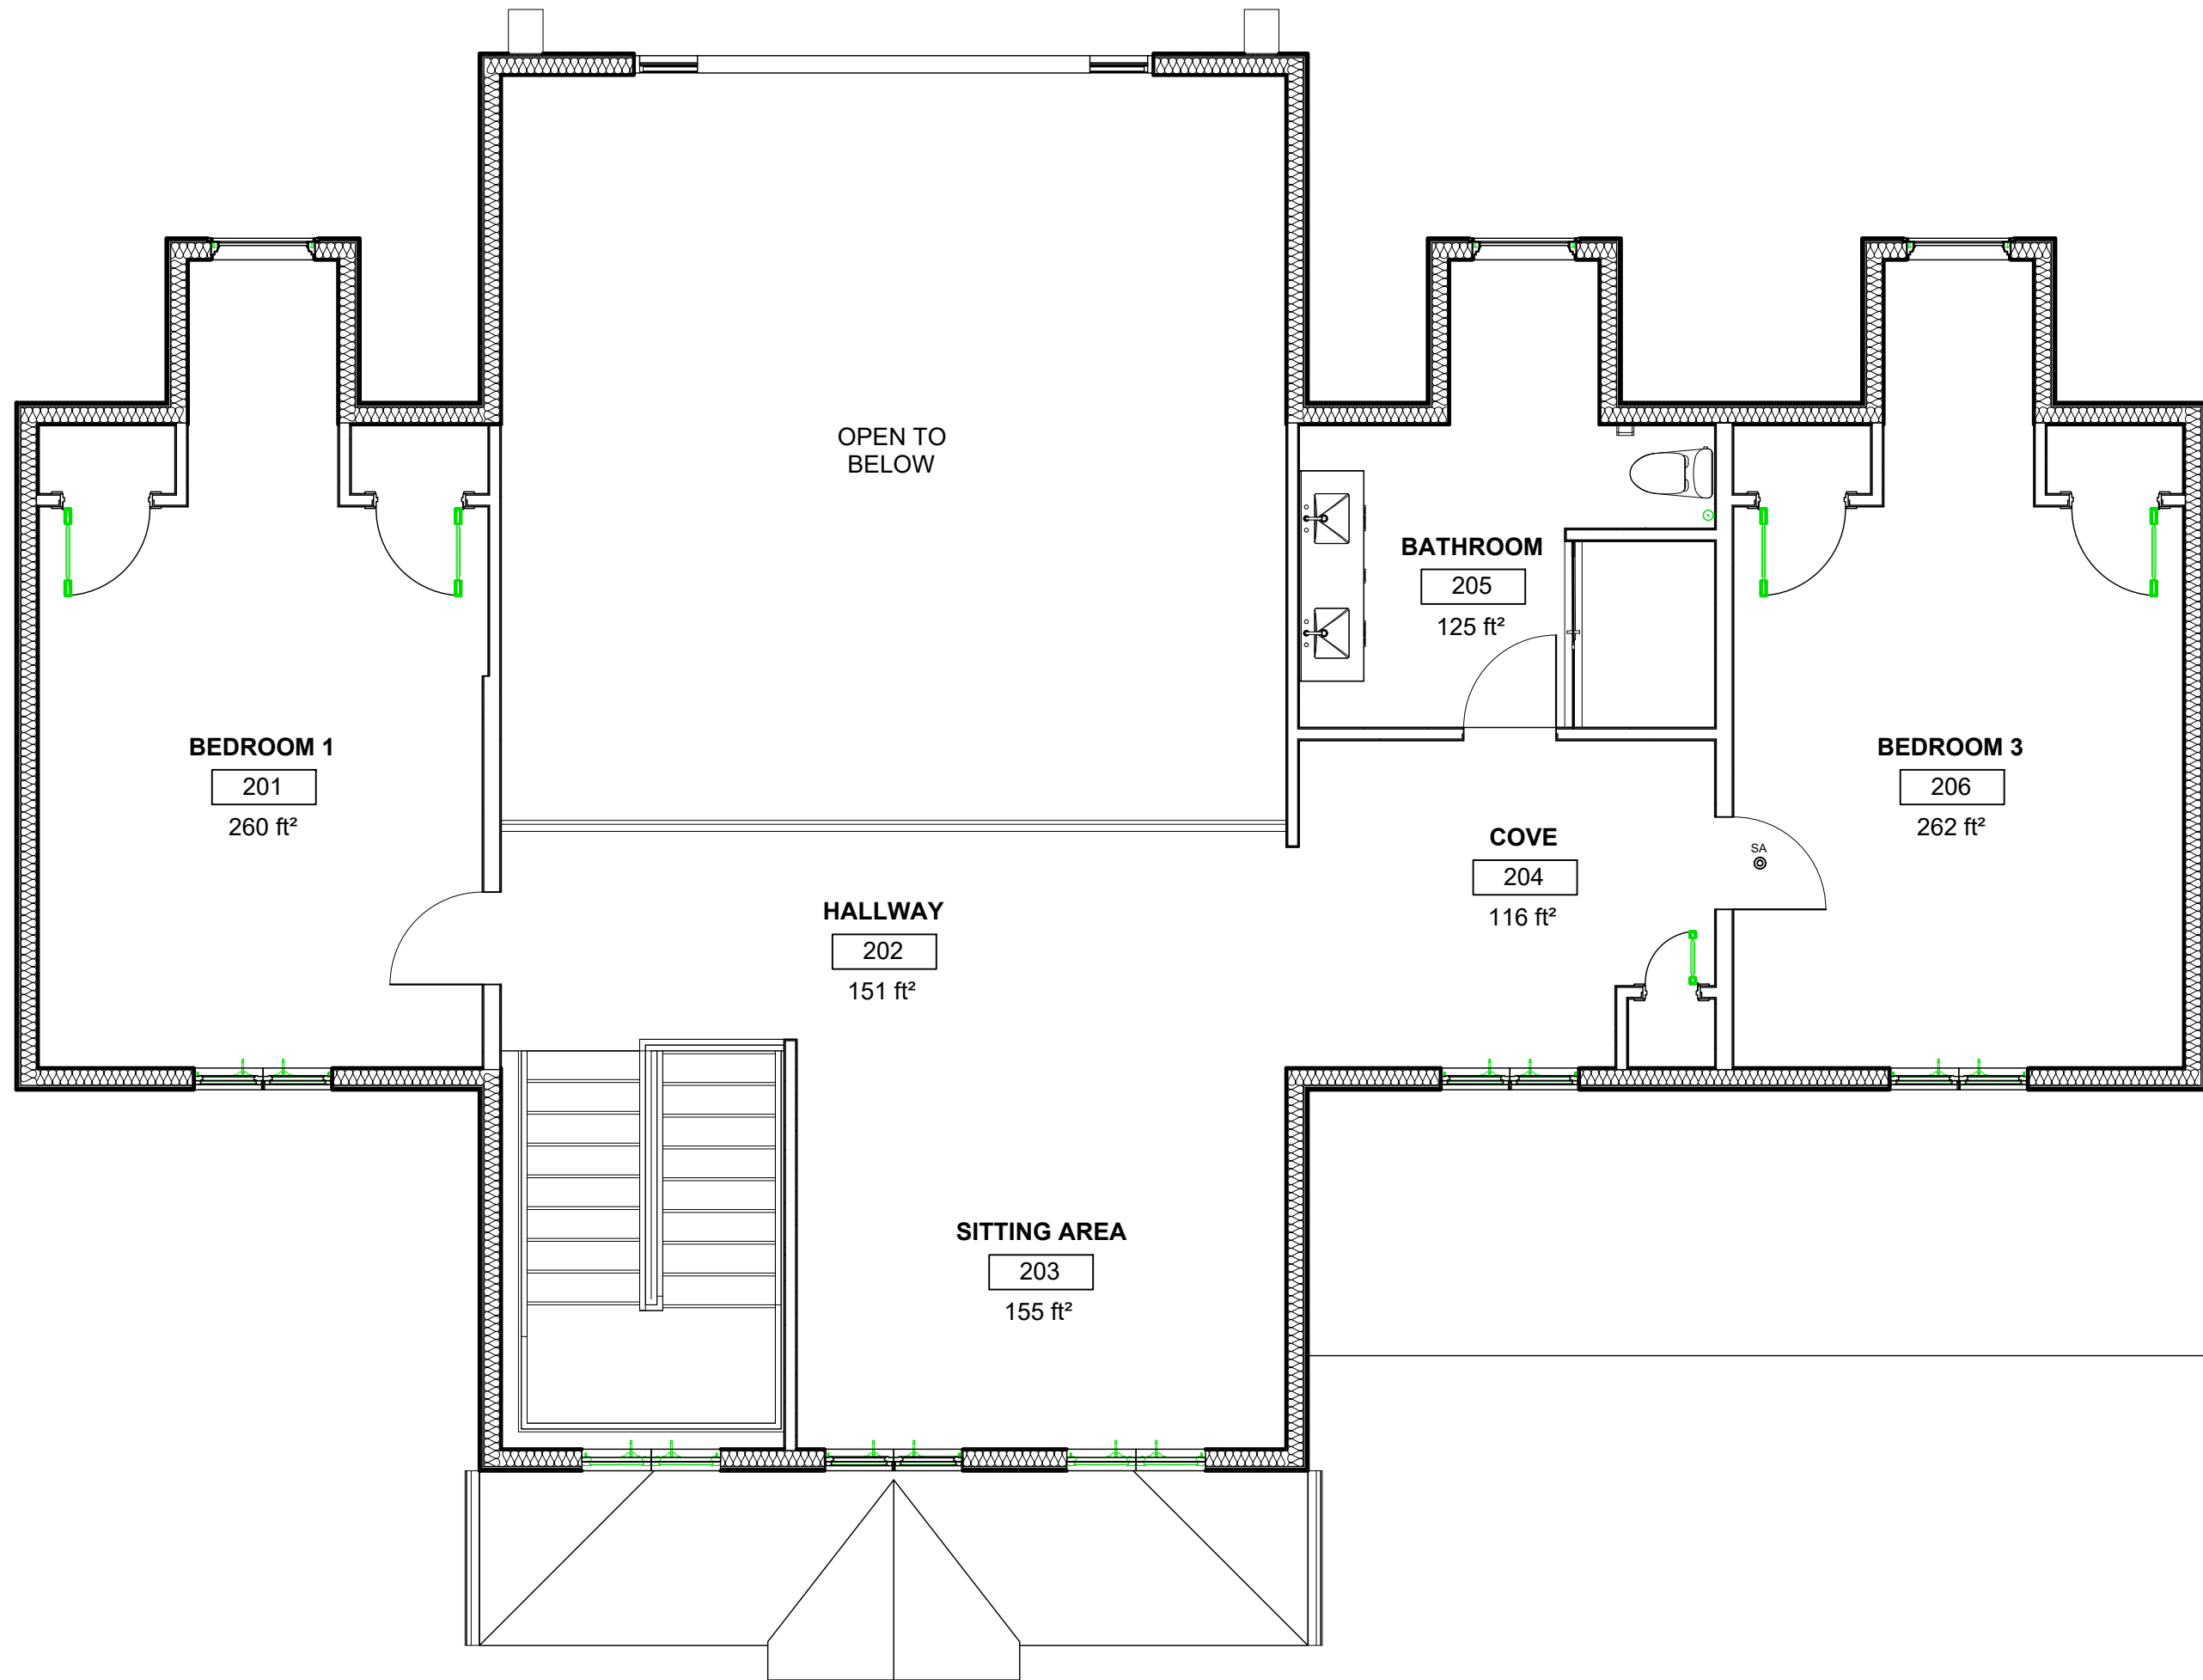 OPEN TO
BELOW
BATHROOM
205
125 ft²
BEDROOM 1
201
260 ft²
BEDROOM 3
206
262 ft²
COVE
204
116 ft²
SA
HALLWAY
202
151 ft²
SITTING AREA
203
155 ft²